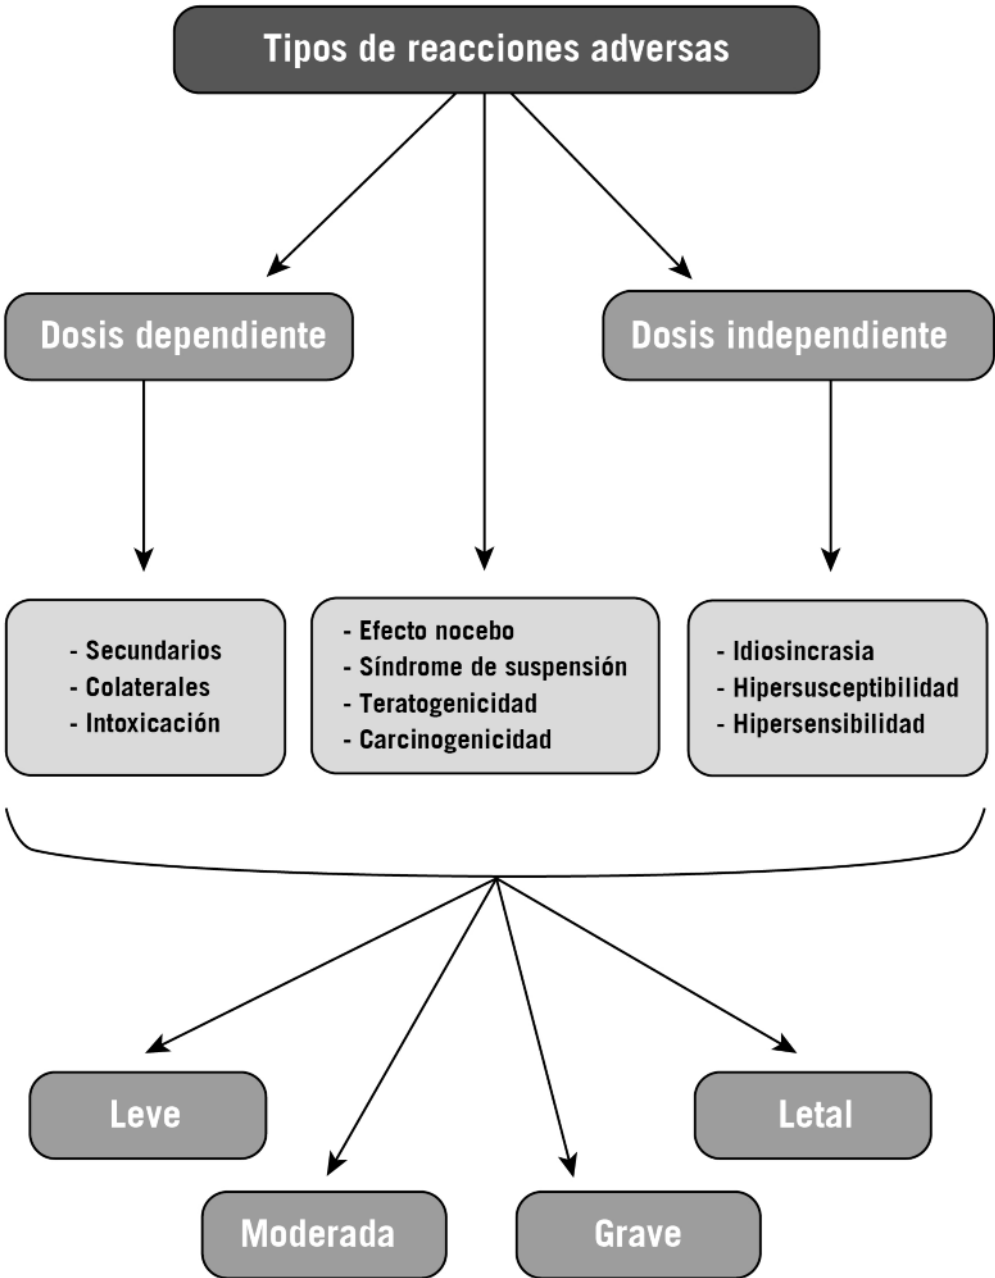 Tipos de reacciones adversas
Dosis dependiente
Dosis independiente
- Secundarios
- Colaterales
- Intoxicación
- Efecto nocebo
- Síndrome de suspensión
- Teratogenicidad
- Carcinogenicidad
- Idiosincrasia
- Hipersusceptibilidad
- Hipersensibilidad
Leve
Letal
Moderada
Grave